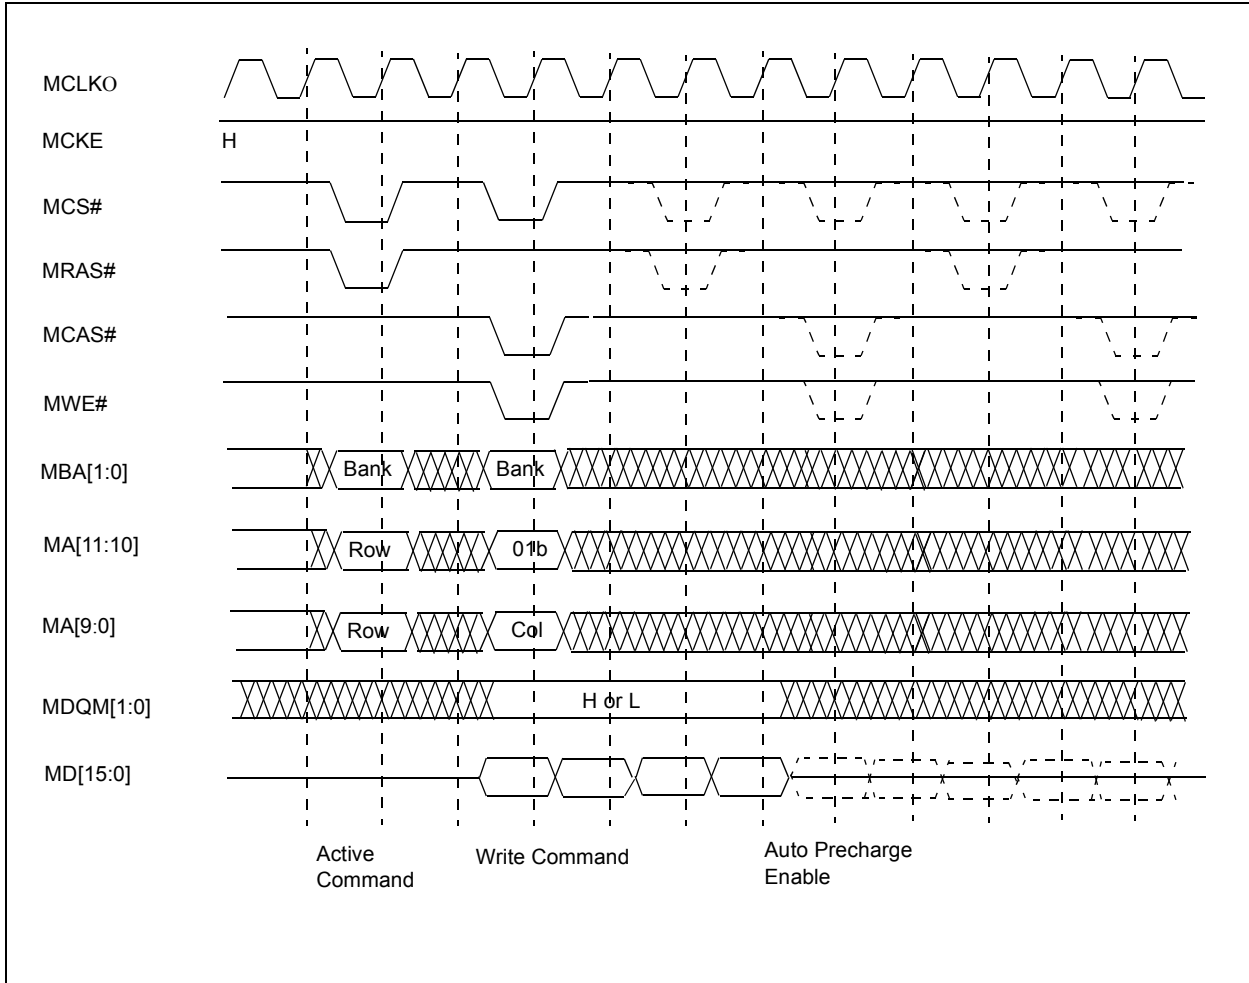 MCLKO
MCKE
H
MCS#
MRAS#
MCAS#
MWE#
MBA[1:0]
Bank
Bank
MA[11:10]
Row
01b
MA[9:0]
Row
Col
MDQM[1:0]
H or L
MD[15:0]
Active
Command
Write Command
Auto Precharge
Enable